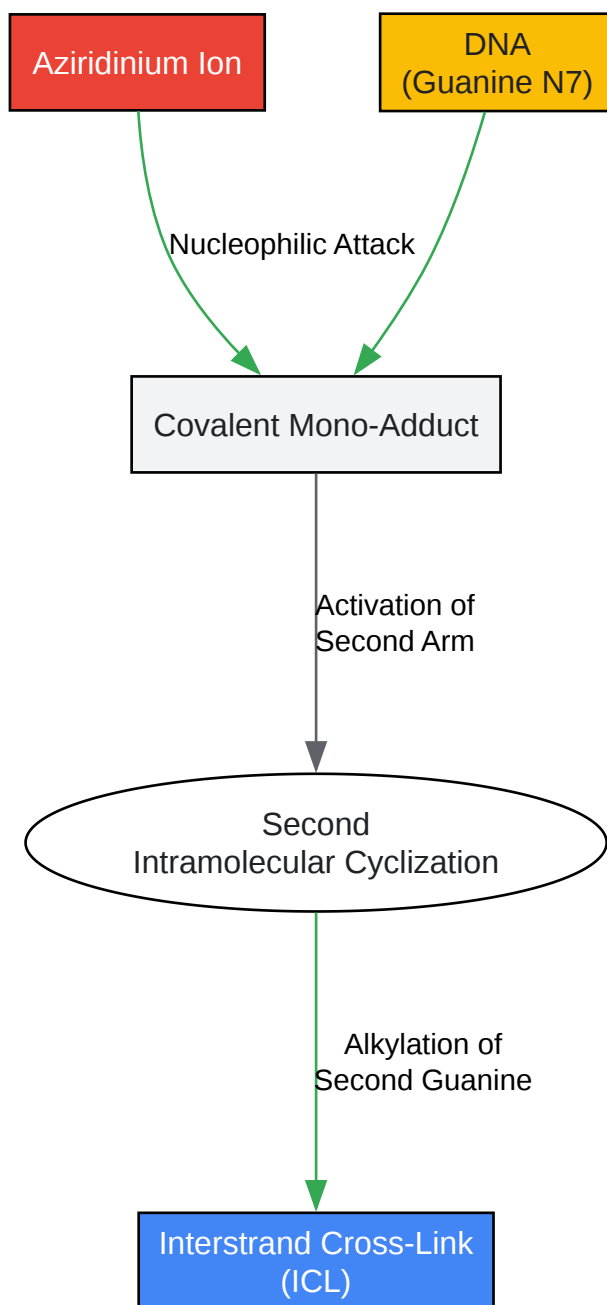 Aziridinium Ion
DNA
(Guanine N7)
Nucleophilic Attack
Covalent Mono-Adduct
Activation of
Second Arm
Second
Intramolecular Cyclization
Alkylation of
Second Guanine
Interstrand Cross-Link
(ICL)